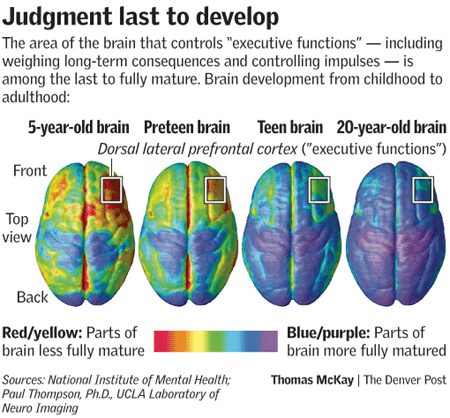 Judgment last to develop
The area of the brain that controls “executive functions” — including
weighing long-term consequences and controlling impulses — is
among the last to fully mature. Brain development from childhood to
adulthood:
5-year-old brain Preteen brain Teen brain 20-year-old brain
Dorsal lateral prefrontal cortex (“executive functions”)
Front
Top
view
Back
Red/yellow: Parts of
brain less fully mature
Blue/purple: Parts of
brain more fully matured
Sources: National Institute of Mental Health;
Paul Thompson, Ph.D., UCLA Laboratory of
Neuro Imaging
Thomas McKay | The Denver Post